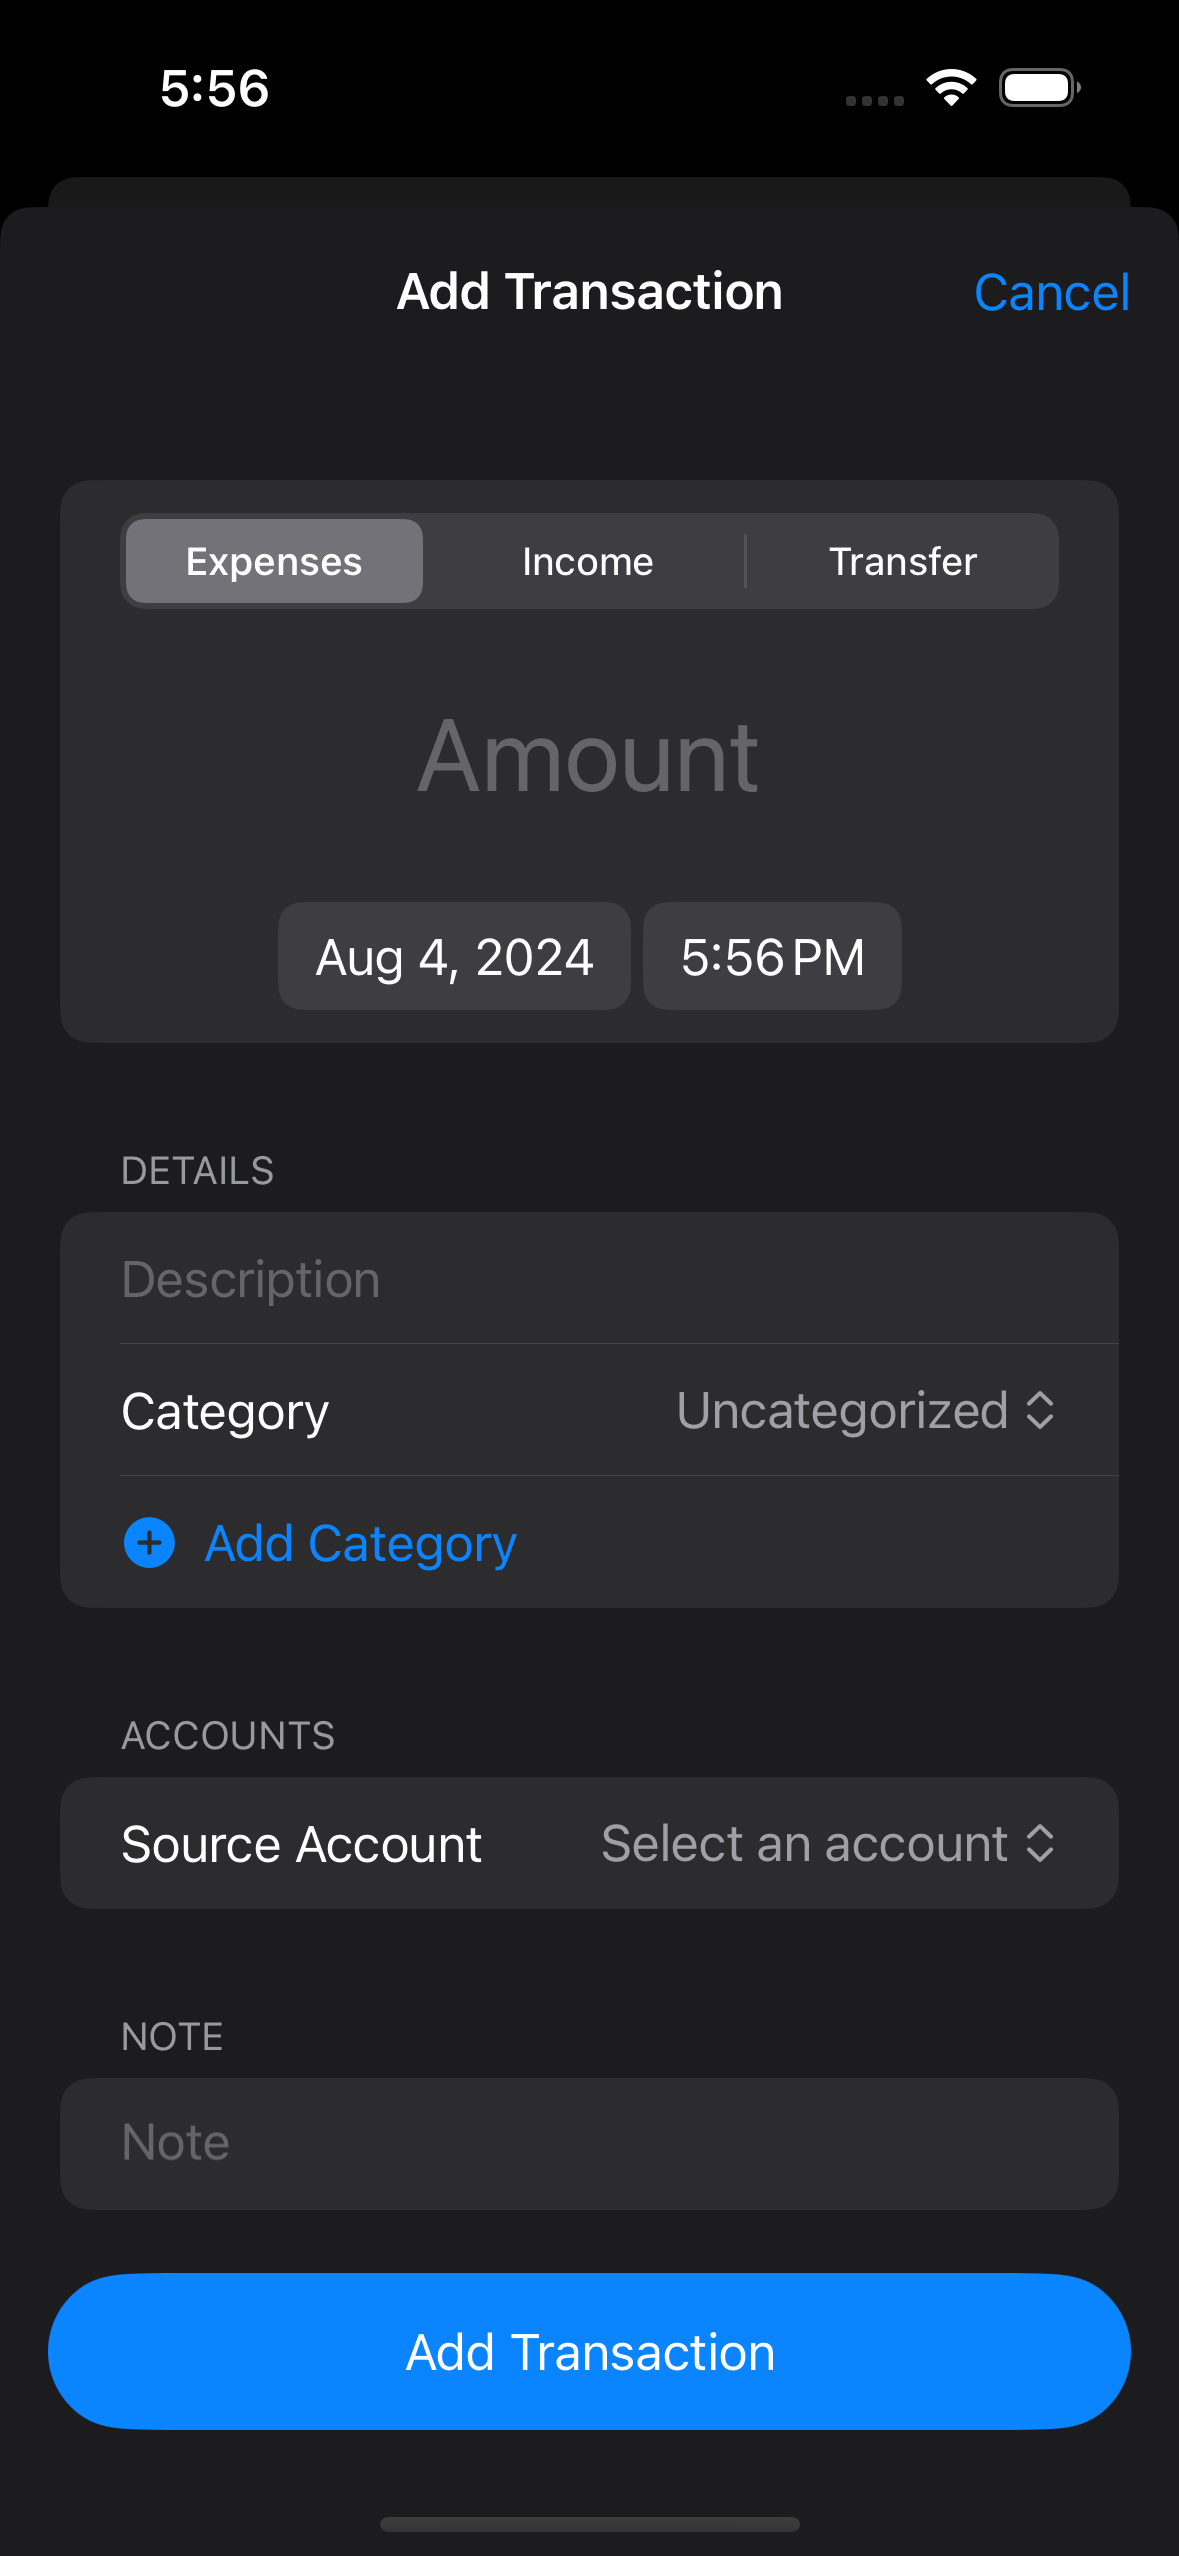 5:56
Add Transaction Cancel
Expenses Income Transfer
Amount
Aug 4, 2024 5:56 PM
DETAILS
Description
Category Uncategorized
Add Category
ACCOUNTS
Source Account Select an account
NOTE
Note
Add Transaction